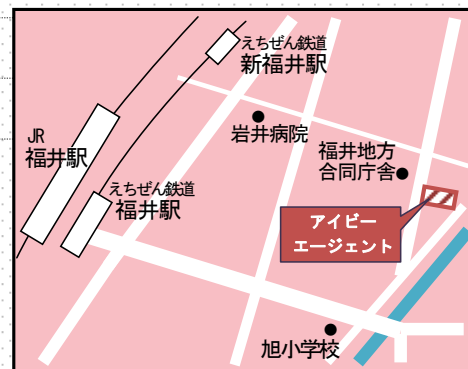 えちぜん鉄道
新福井駅
JR
福井駅
岩井病院
福井地方
合同庁舎
えちぜん鉄道
福井駅
アイビー
エージェント
旭小学校